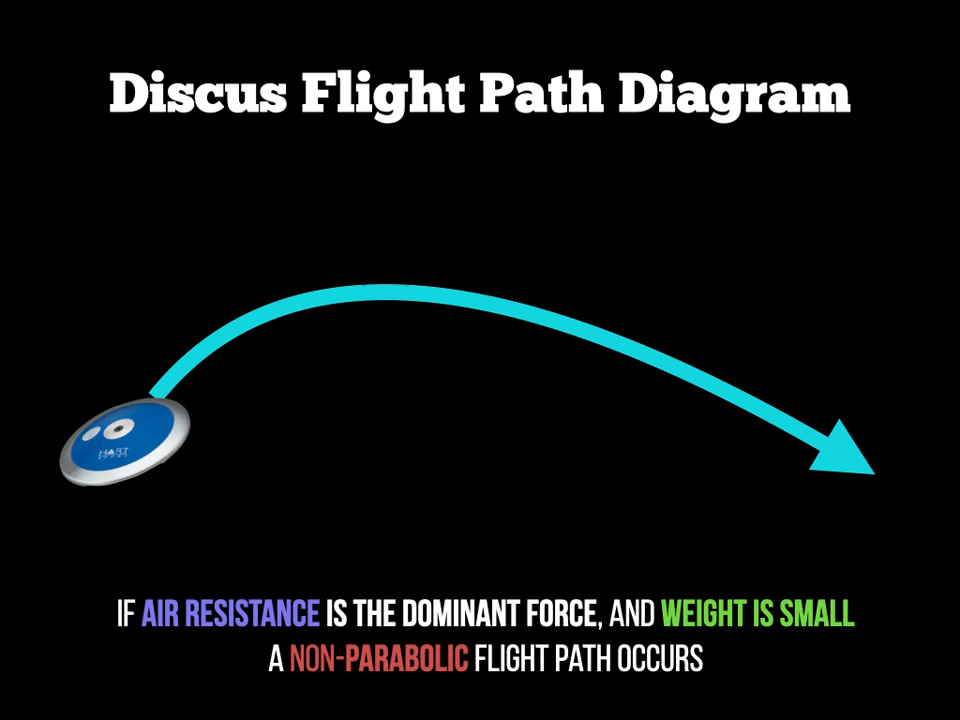 Discus Flight Path Diagram
HART
IF AIR RESISTANCE IS THE DOMINANT FORCE, AND WEIGHT IS SMALL
A NON-PARABOLIC FLIGHT PATH OCCURS